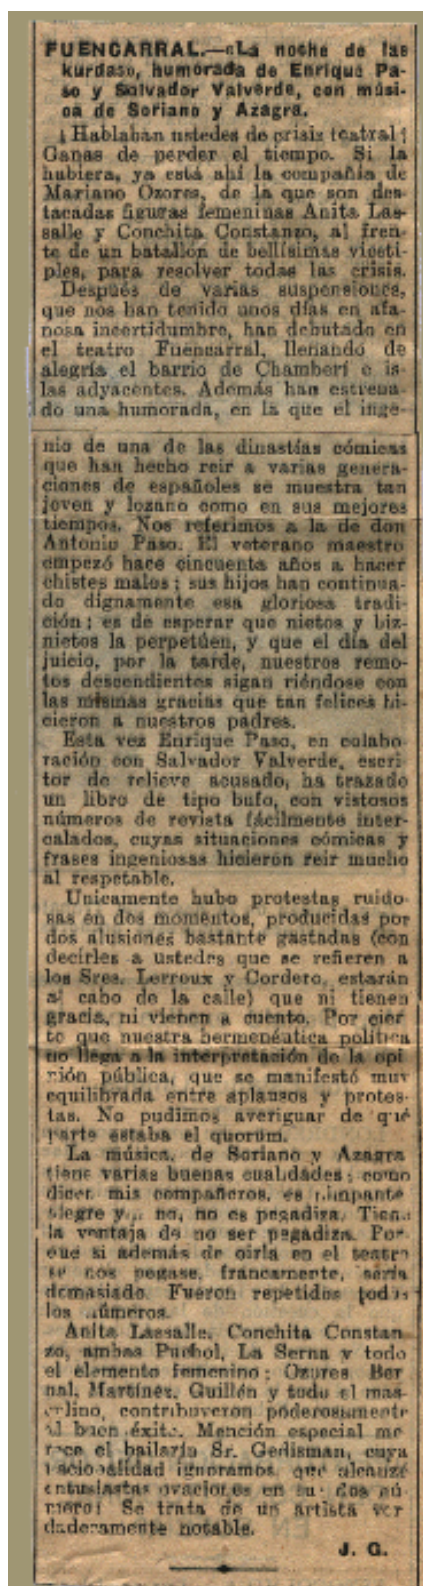 FUENCARRAL.—«La noche de las
kurdas», humorada de Enrique Pa-
so y Salvador Valverde, con músi-
ca de Soriano y Azagra.
¡Hablaban ustedes de crisis teatral!
Ganas de perder el tiempo. Si la
hubiera, ya está ahí la compañía de
Mariano Ozores, de la que son des-
tacadas figuras femeninas Anita Las-
salle y Conchita Constanzo, al fren-
te de un batallón de bellísimas viceti-
ples, para resolver todas las crisis.
Después de varias suspensiones,
que nos han tenido unos días en afa-
nosa incertidumbre, han debutado en
el teatro Fuencarral, llenando de
alegría el barrio de Chamberí e is-
las adyacentes. Además han estrena-
do una humorada, en la que el inge-
nio de una de las dinastías cómicas
que han hecho reir a varias genera-
ciones de españoles se muestra tan
joven y lozano como en sus mejores
tiempos. Nos referimos a la de don
Antonio Paso. El veterano maestro
empezó hace cincuenta años a hacer
chistes malos; sus hijos han continua-
do dignamente esa gloriosa tradi-
ción; es de esperar que nietos y biz-
nietos la perpetúen, y que el día del
juicio, por la tarde, nuestros remo-
tos descendientes sigan riéndose con
las mismas gracias que tan felices hi-
cieron a nuestros padres.
Esta vez Enrique Paso, en colabo-
ración con Salvador Valverde, escri-
tor de relieve acusado, ha trazado
un libro de tipo bufo, con vistosos
números de revista fácilmente inter-
calados, cuyas situaciones cómicas y
frases ingeniosas hicieron reir mucho
al respetable.
Unicamente hubo protestas ruido-
sas en dos momentos, producidas por
dos alusiones bastante gastadas (con
decirles a ustedes que se refieren a
los Sres. Lerroux y Cordero, estarán
al cabo de la calle) que ni tienen
gracia, ni vienen a cuento. Por cier-
to que nuestra hermenéutica política
no llega a la interpretación de la opi-
nión pública, que se manifestó muy
equilibrada entre aplausos y protes-
tas. No pudimos averiguar de qué
parte estaba el quorum.
La música, de Soriano y Azagra
tiene varias buenas cualidades; como
dicen mis compañeros, es rimpante
alegre y... no, no es pegadiza. Tiene
la ventaja de no ser pegadiza. Por
que si además de oirla en el teatro
se nos pegase, francamente, sería
demasiado. Fueron repetidos todos
los números.
Anita Lassalle, Conchita Constan
zo, ambas Puchol, La Serna y todo
el elemento femenino; Ozores Ber
nal, Martínez, Guillén y todo el mas-
culino, contribuyeron poderosamente
al buen éxito. Mención especial me
rece el bailarín Sr. Gedisman, cuya
nacionalidad ignoramos, que alcanzó
entusiastas ovaciones en sus dos nú-
meros! Se trata de un artista ver
daderamente notable.
J. G.